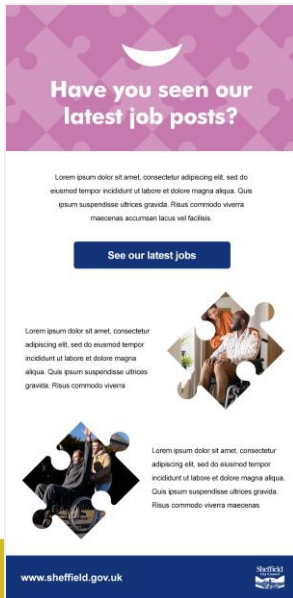 Have you seen our
latest job posts?
Lorem ipsum dolor sit amet, consectetur adipiscing elit, sed do
eiusmod tempor incididunt ut labore et dolore magna aliqua. Quis
ipsum suspendisse ultrices gravida. Risus commodo viverra
maecenas accumsan lacus vel facilisis.
See our latest jobs
Lorem ipsum dolor sit amet, consectetur
adipiscing elit, sed do eiusmod tempor
incididunt ut labore et dolore magna
aliqua. Quis ipsum suspendisse ultrices
gravida. Risus commodo viverra
Lorem ipsum dolor sit amet, consectetur
adipiscing elit, sed do eiusmod tempor
incididunt ut labore et dolore magna aliqua.
Quis ipsum suspendisse ultrices gravida.
Risus commodo viverra maecenas
www.sheffield.gov.uk
Sheffield
City Council